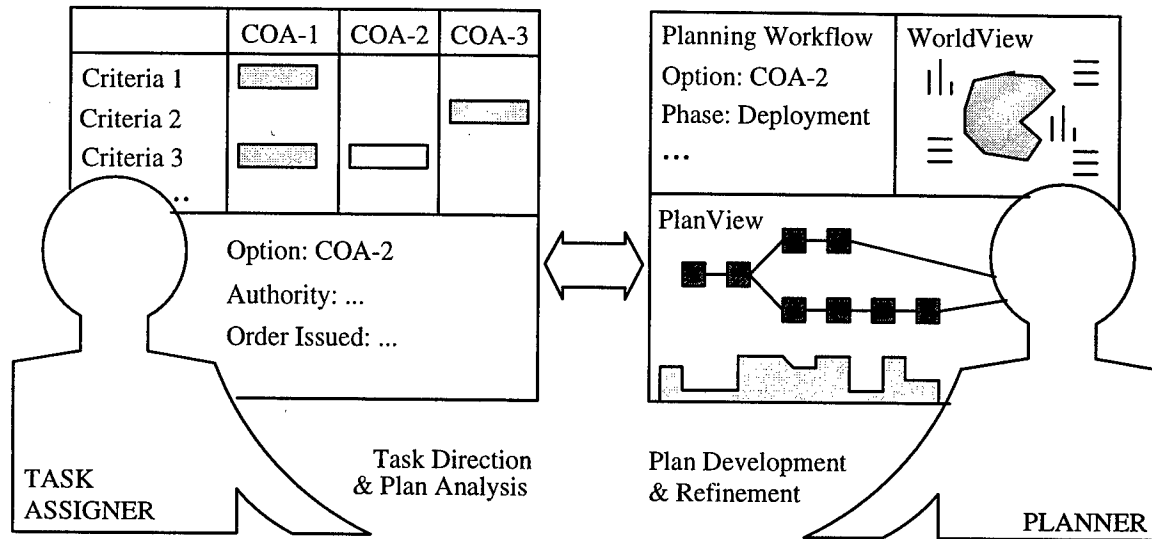 COA-1 COA-2 COA-3
Criteria 1
Criteria 2
Criteria 3
..
Option: COA-2
Authority: ...
Order Issued: ...
Planning Workflow
Option: COA-2
Phase: Deployment
...
WorldView
PlanView
Task Direction
& Plan Analysis
Plan Development
& Refinement
TASK
ASSIGNER
PLANNER